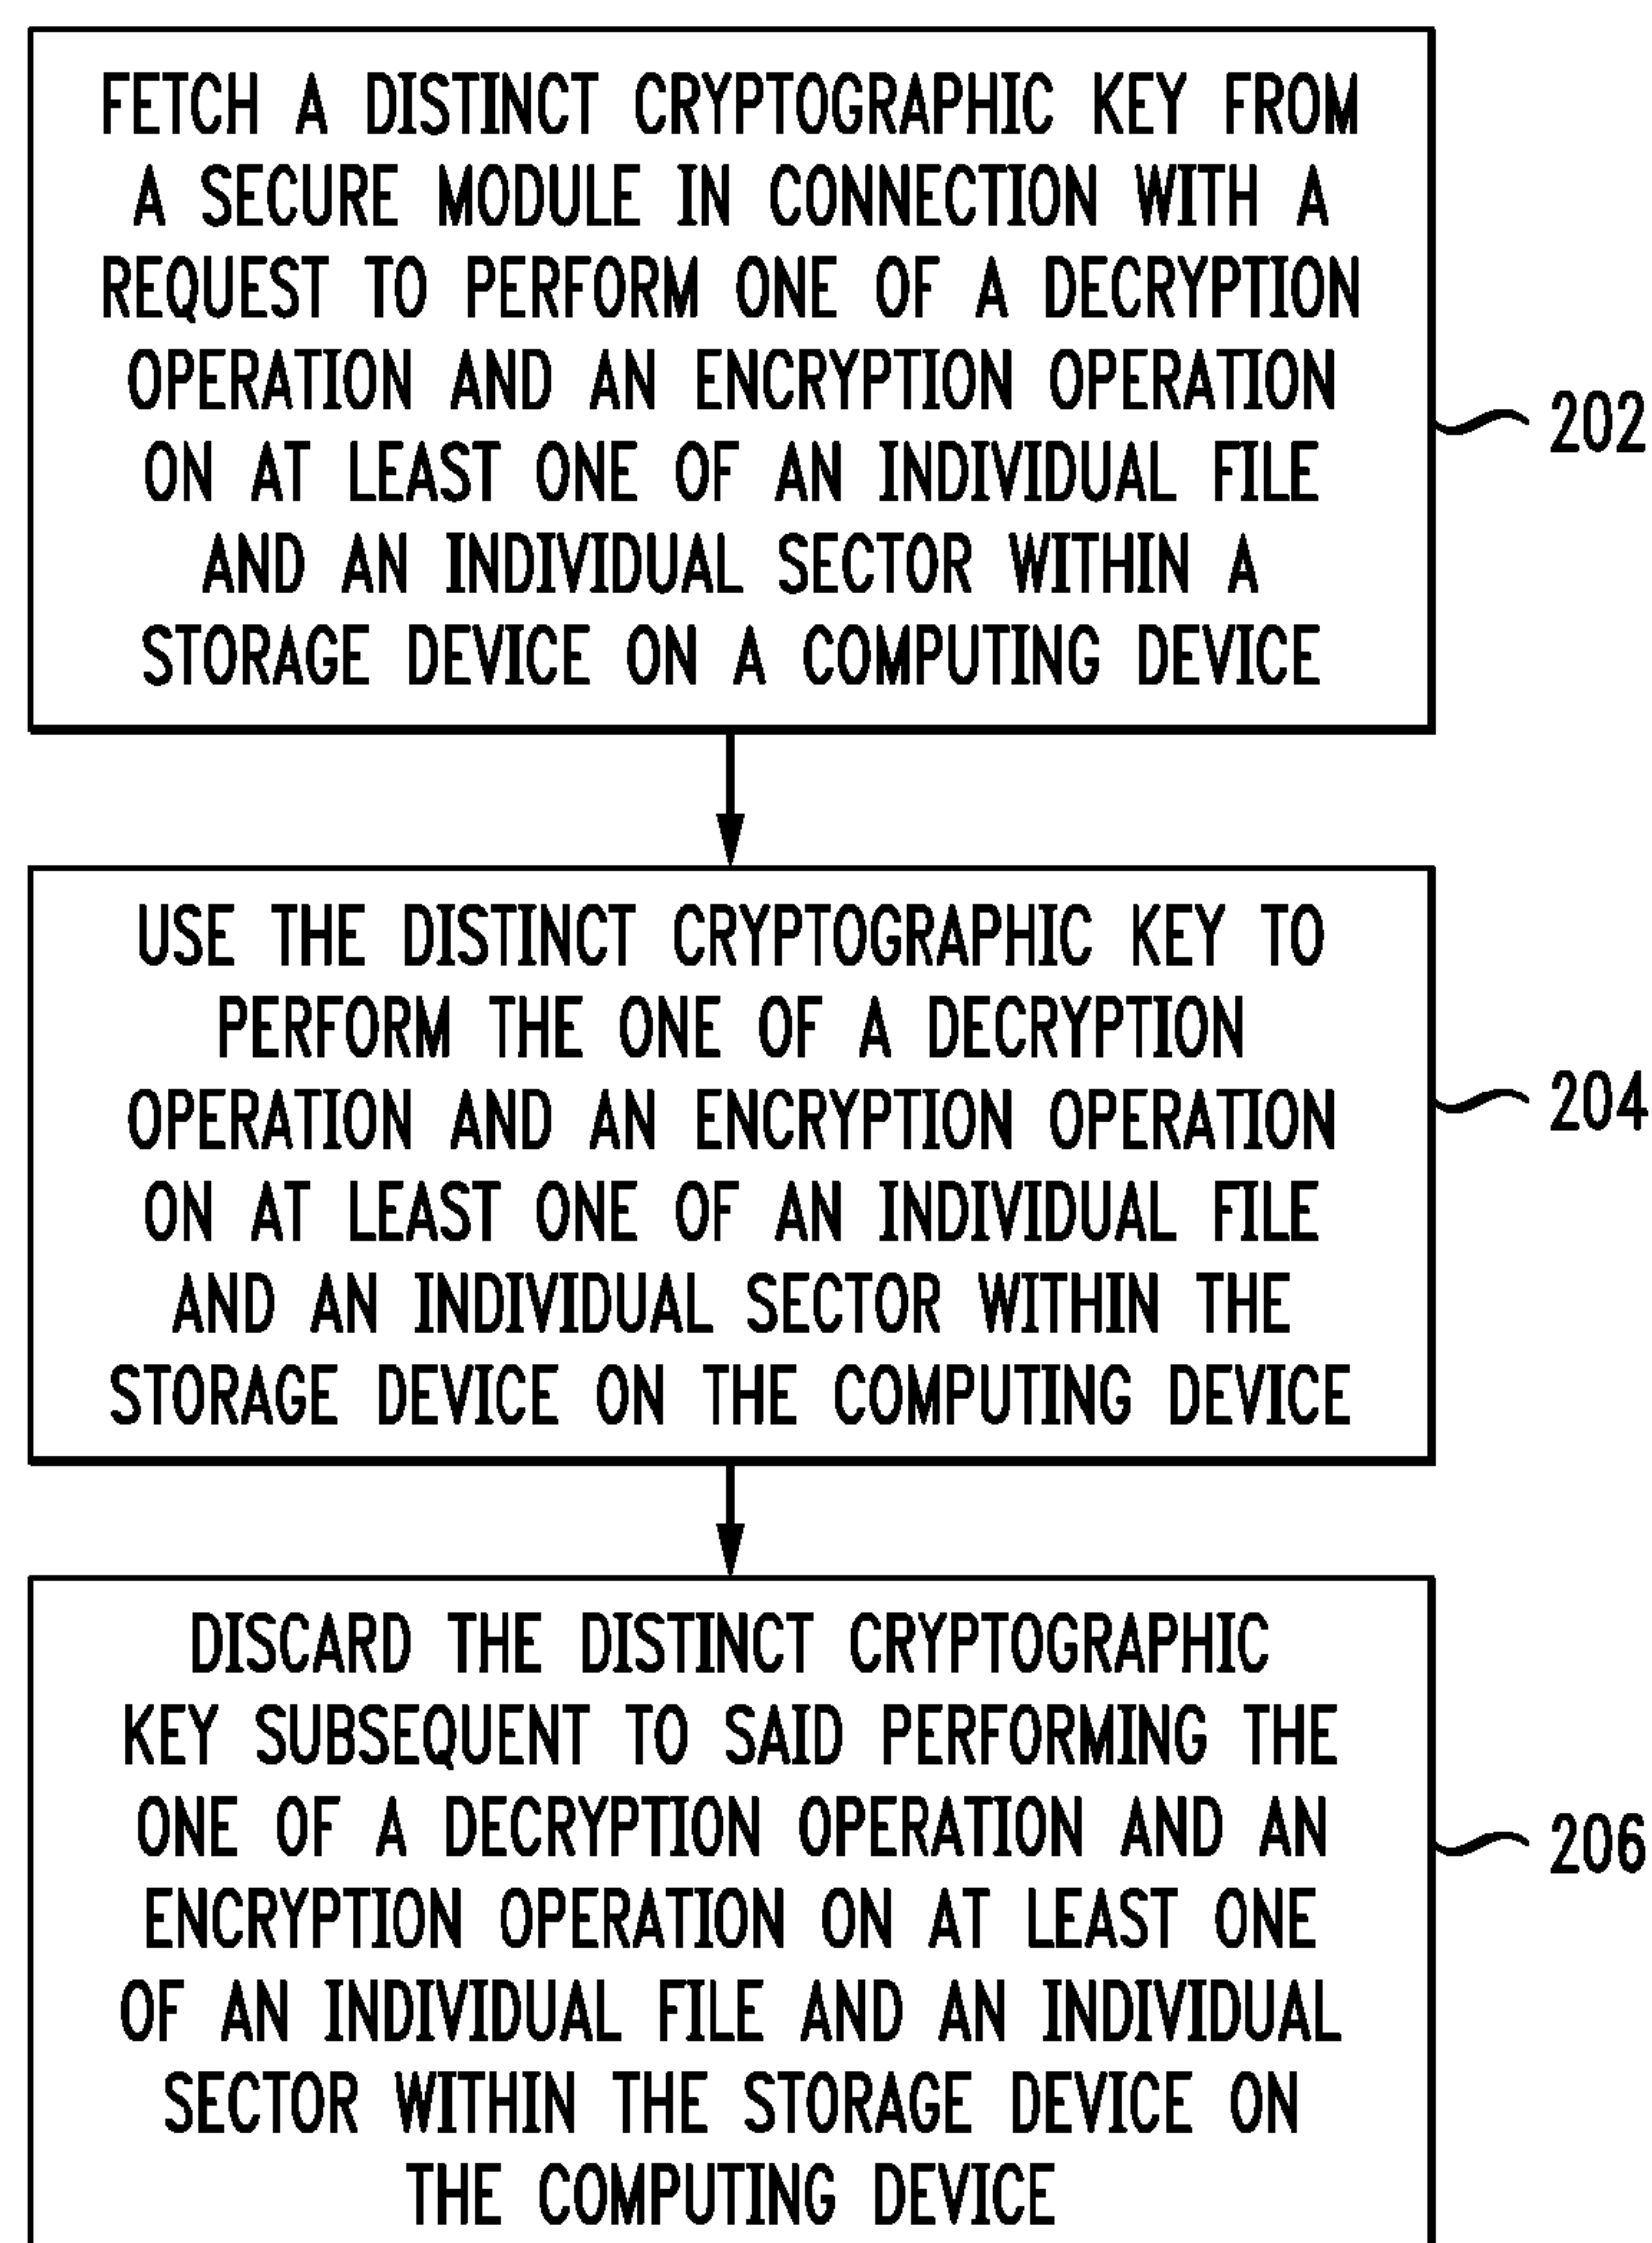 FETCH A DISTINCT CRYPTOGRAPHIC KEY FROM
A SECURE MODULE IN CONNECTION WITH A
REQUEST TO PERFORM ONE OF A DECRYPTION
OPERATION AND AN ENCRYPTION OPERATION
ON AT LEAST ONE OF AN INDIVIDUAL FILE
AND AN INDIVIDUAL SECTOR WITHIN A
STORAGE DEVICE ON A COMPUTING DEVICE
202
USE THE DISTINCT CRYPTOGRAPHIC KEY TO
PERFORM THE ONE OF A DECRYPTION
OPERATION AND AN ENCRYPTION OPERATION
ON AT LEAST ONE OF AN INDIVIDUAL FILE
AND AN INDIVIDUAL SECTOR WITHIN THE
STORAGE DEVICE ON THE COMPUTING DEVICE
204
DISCARD THE DISTINCT CRYPTOGRAPHIC
KEY SUBSEQUENT TO SAID PERFORMING THE
ONE OF A DECRYPTION OPERATION AND AN
ENCRYPTION OPERATION ON AT LEAST ONE
OF AN INDIVIDUAL FILE AND AN INDIVIDUAL
SECTOR WITHIN THE STORAGE DEVICE ON
THE COMPUTING DEVICE
206